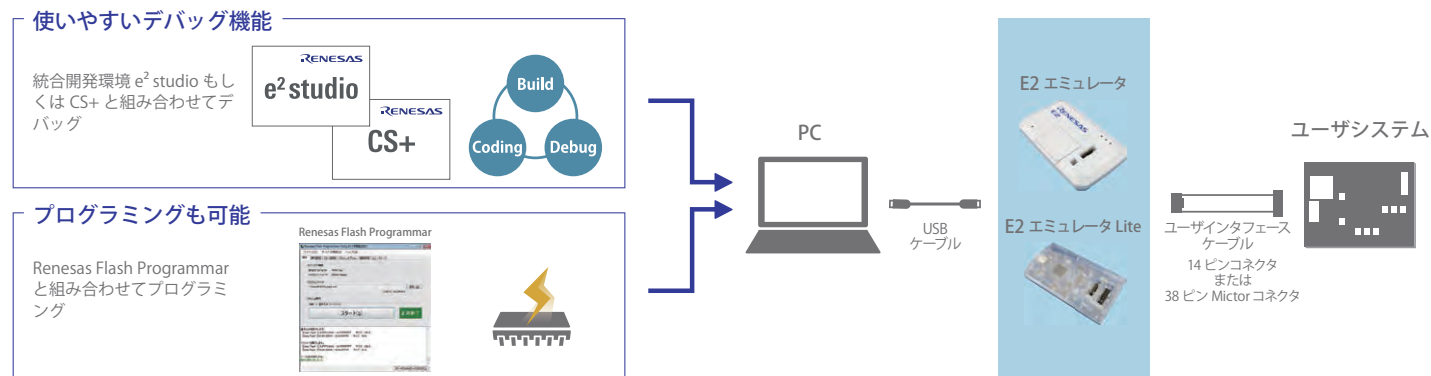 使いやすいデバッグ機能
統合開発環境 e² studio もし
くは CS+ と組み合わせてデ
バッグ
RENESAS
e² studio
RENESAS
CS+
Build
Coding
Debug
プログラミングも可能
Renesas Flash Programmar
と組み合わせてプログラミ
ング
Renesas Flash Programmar
スタート(S)
PC
USB
ケーブル
E2 エミュレータ
RENESAS
E2
E2 エミュレータ Lite
ユーザインタフェース
ケーブル
14 ピンコネクタ
または
38 ピン Mictor コネクタ
ユーザシステム